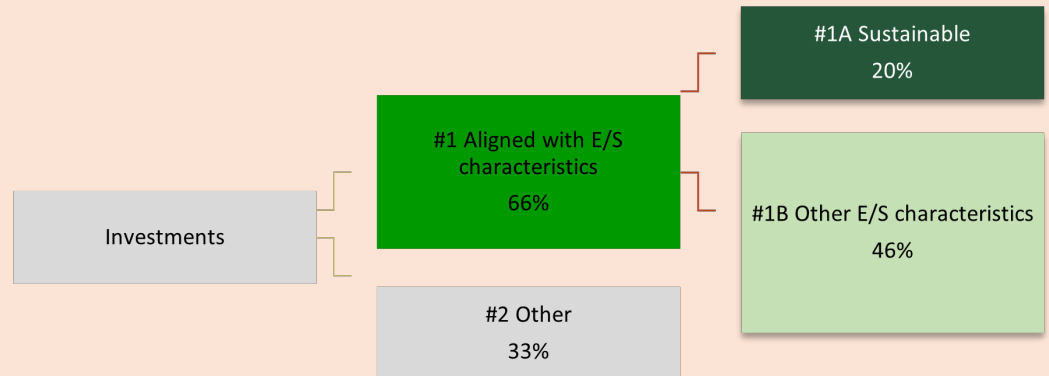 Investments
#1 Aligned with E/S
characteristics
66%
#2 Other
33%
#1A Sustainable
20%
#1B Other E/S characteristics
46%